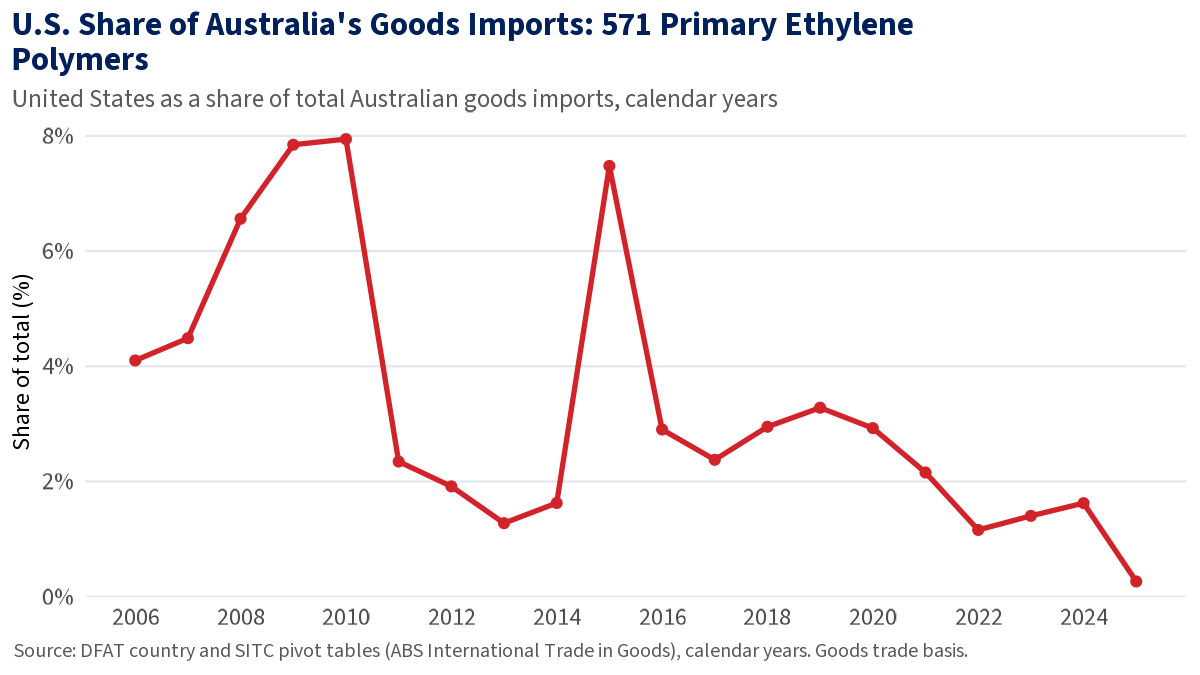 U.S. Share of Australia's Goods Imports: 571 Primary Ethylene
Polymers
United States as a share of total Australian goods imports, calendar years
Share of total (%)
8%
6%
4%
2%
0%
2006 2008 2010 2012 2014 2016 2018 2020 2022 2024
Source: DFAT country and SITC pivot tables (ABS International Trade in Goods), calendar years. Goods trade basis.